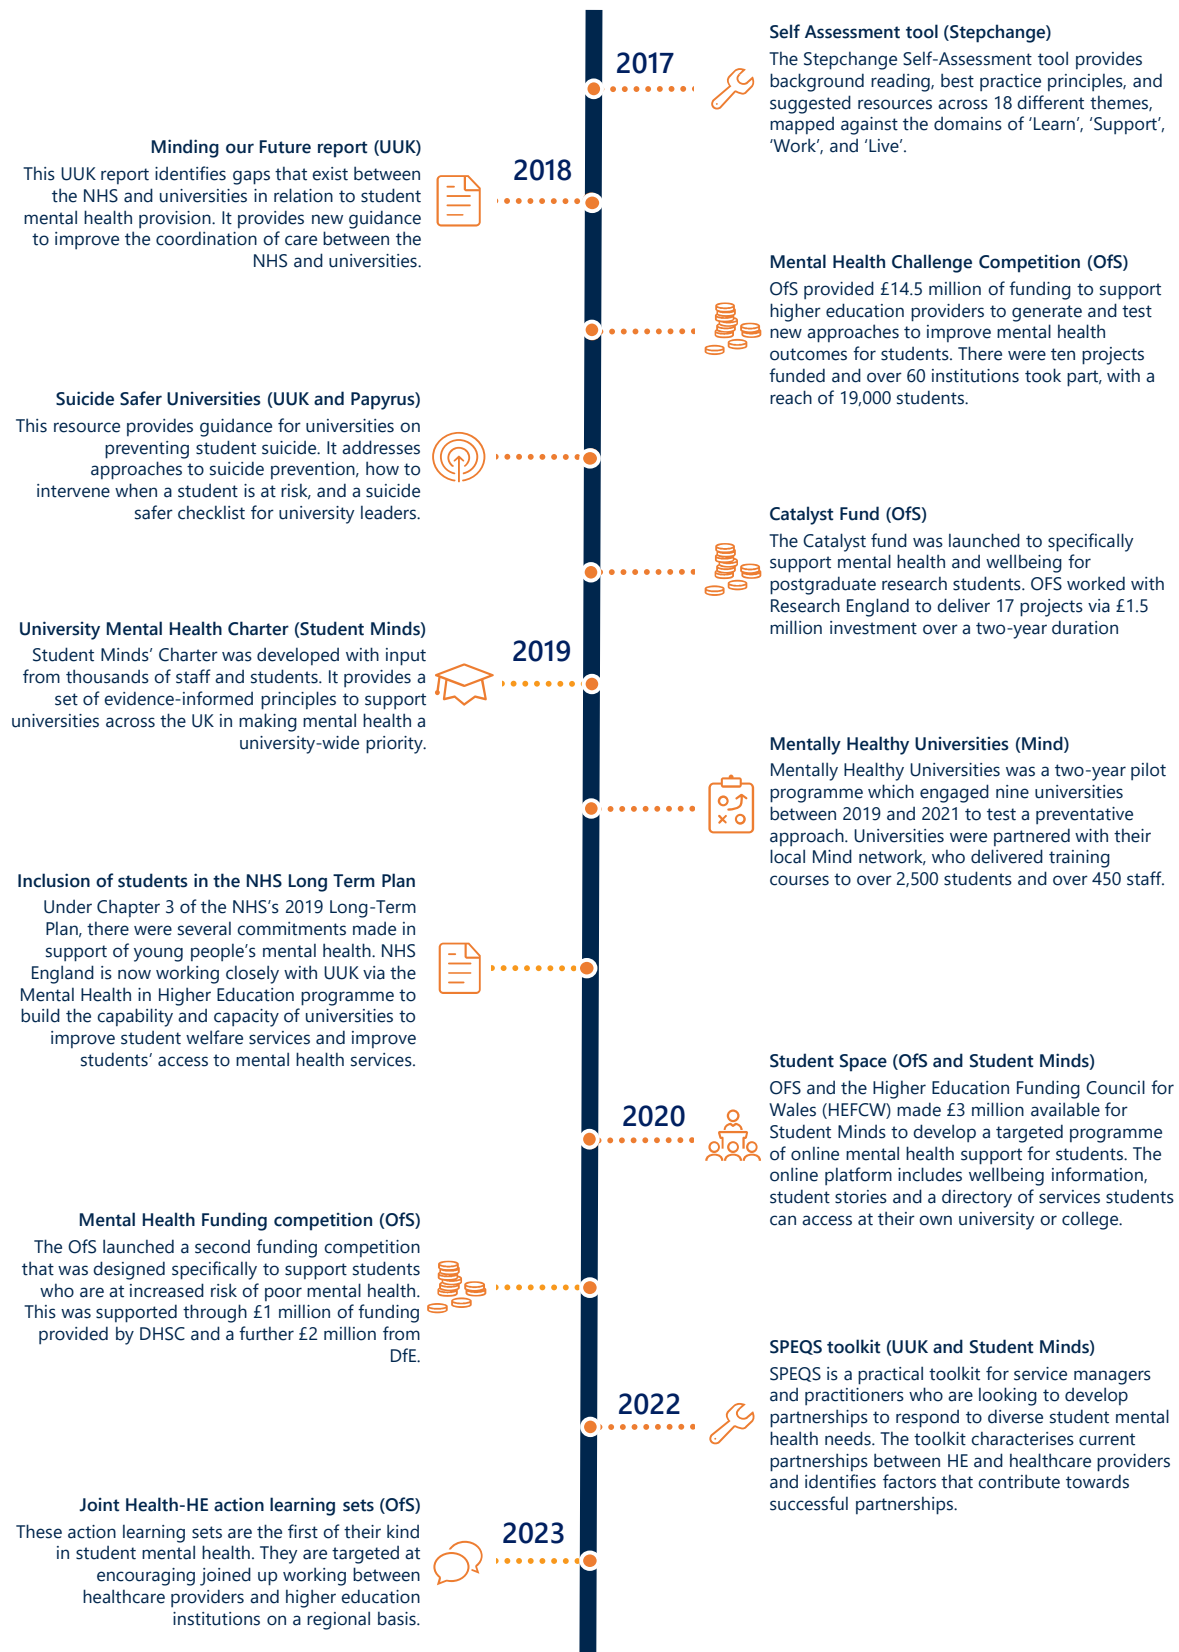 2017
Self Assessment tool (Stepchange)
The Stepchange Self-Assessment tool provides
background reading, best practice principles, and
suggested resources across 18 different themes,
mapped against the domains of ‘Learn’, ‘Support’,
‘Work’, and ‘Live’.
2018
Minding our Future report (UUK)
This UUK report identifies gaps that exist between
the NHS and universities in relation to student
mental health provision. It provides new guidance
to improve the coordination of care between the
NHS and universities.
Mental Health Challenge Competition (OfS)
OfS provided £14.5 million of funding to support
higher education providers to generate and test
new approaches to improve mental health
outcomes for students. There were ten projects
funded and over 60 institutions took part, with a
reach of 19,000 students.
Suicide Safer Universities (UUK and Papyrus)
This resource provides guidance for universities on
preventing student suicide. It addresses
approaches to suicide prevention, how to
intervene when a student is at risk, and a suicide
safer checklist for university leaders.
Catalyst Fund (OfS)
The Catalyst fund was launched to specifically
support mental health and wellbeing for
postgraduate research students. OFS worked with
Research England to deliver 17 projects via £1.5
million investment over a two-year duration
2019
University Mental Health Charter (Student Minds)
Student Minds’ Charter was developed with input
from thousands of staff and students. It provides a
set of evidence-informed principles to support
universities across the UK in making mental health a
university-wide priority.
Mentally Healthy Universities (Mind)
Mentally Healthy Universities was a two-year pilot
programme which engaged nine universities
between 2019 and 2021 to test a preventative
approach. Universities were partnered with their
local Mind network, who delivered training
courses to over 2,500 students and over 450 staff.
Inclusion of students in the NHS Long Term Plan
Under Chapter 3 of the NHS’s 2019 Long-Term
Plan, there were several commitments made in
support of young people’s mental health. NHS
England is now working closely with UUK via the
Mental Health in Higher Education programme to
build the capability and capacity of universities to
improve student welfare services and improve
students’ access to mental health services.
2020
Student Space (OfS and Student Minds)
OFS and the Higher Education Funding Council for
Wales (HEFCW) made £3 million available for
Student Minds to develop a targeted programme
of online mental health support for students. The
online platform includes wellbeing information,
student stories and a directory of services students
can access at their own university or college.
Mental Health Funding competition (OfS)
The OfS launched a second funding competition
that was designed specifically to support students
who are at increased risk of poor mental health.
This was supported through £1 million of funding
provided by DHSC and a further £2 million from
DfE.
2022
SPEQS toolkit (UUK and Student Minds)
SPEQS is a practical toolkit for service managers
and practitioners who are looking to develop
partnerships to respond to diverse student mental
health needs. The toolkit characterises current
partnerships between HE and healthcare providers
and identifies factors that contribute towards
successful partnerships.
2023
Joint Health-HE action learning sets (OfS)
These action learning sets are the first of their kind
in student mental health. They are targeted at
encouraging joined up working between
healthcare providers and higher education
institutions on a regional basis.